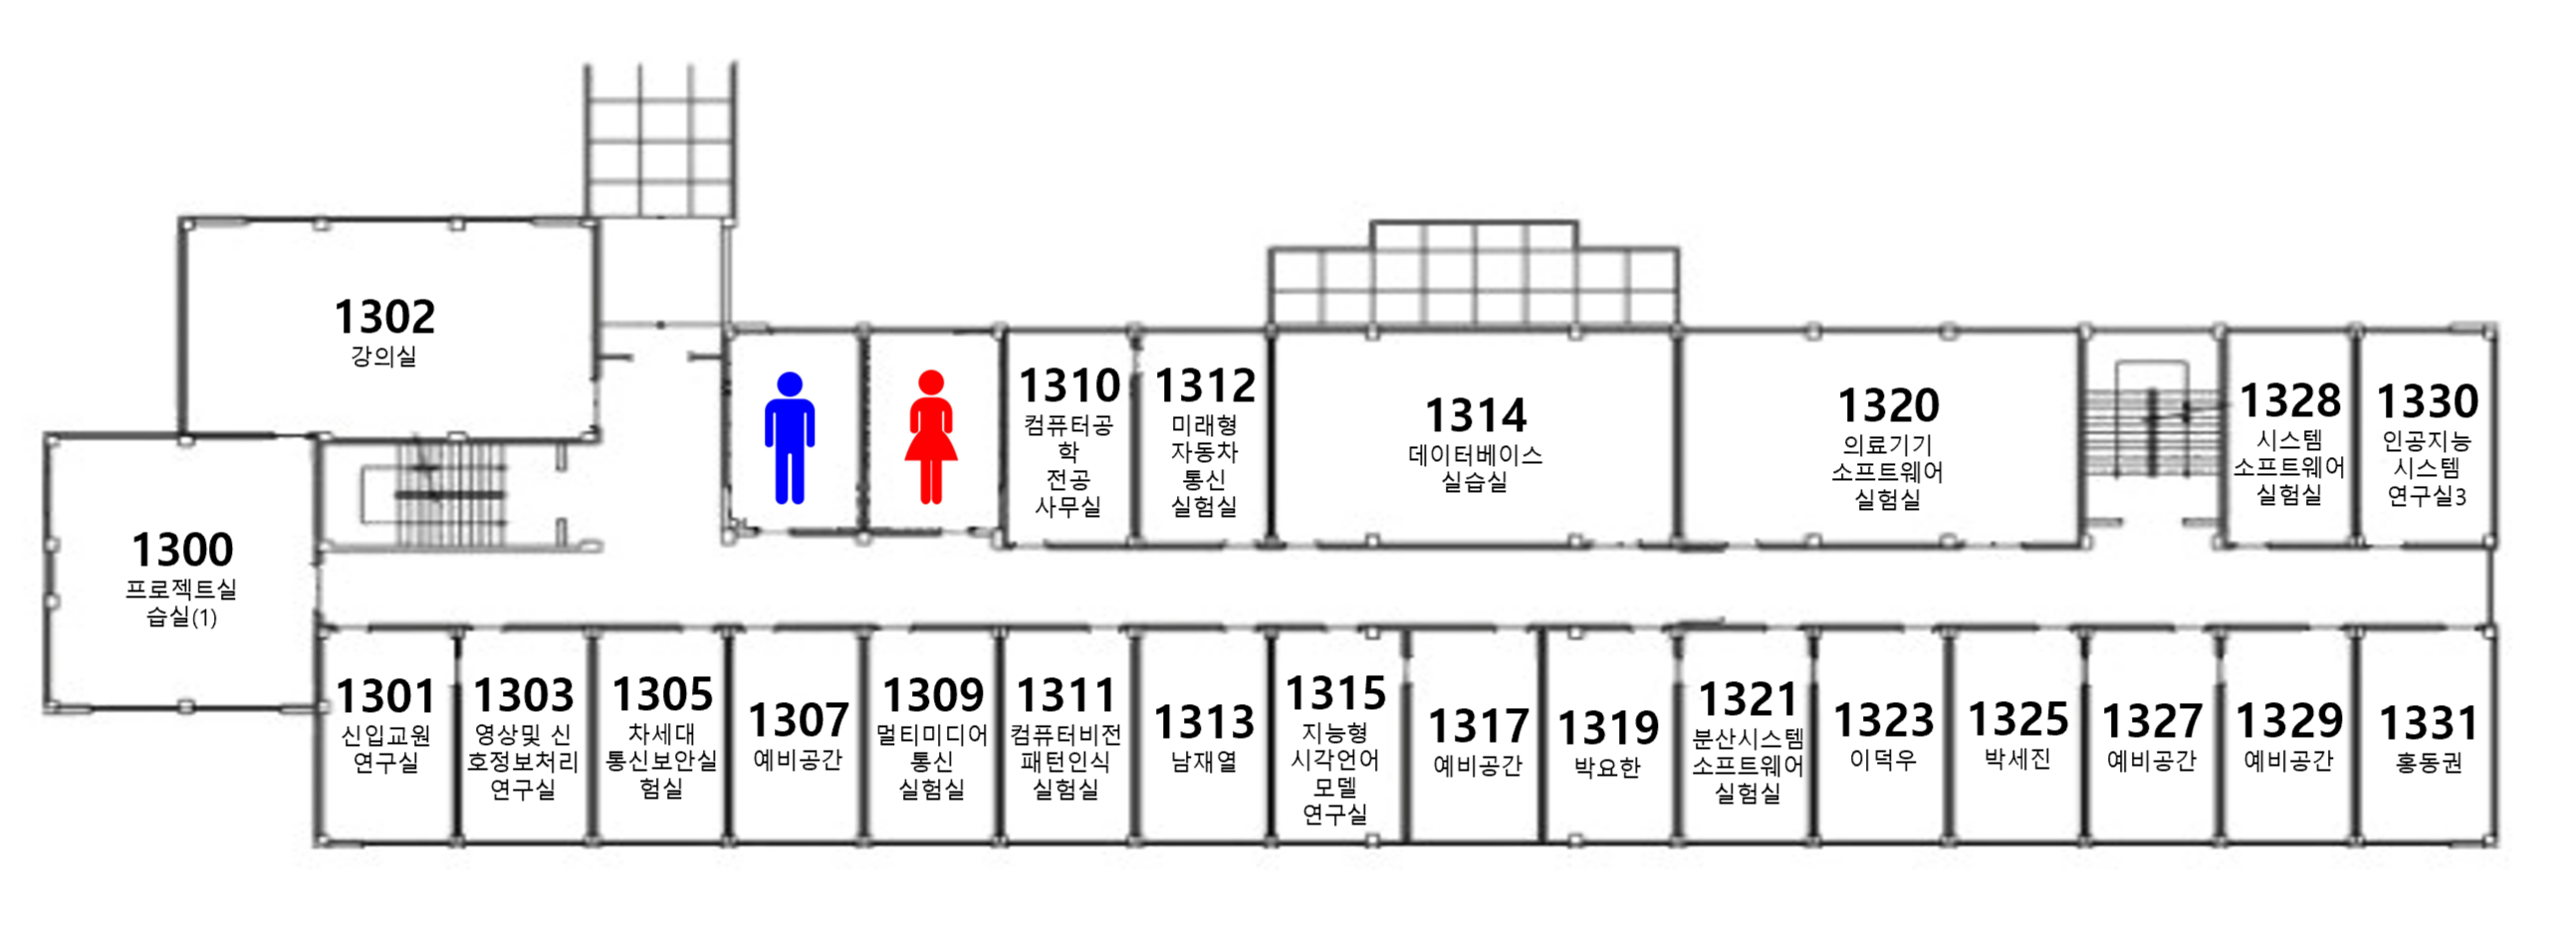 1302
강의실
1300
프로젝트실
습실(1)
1310
컴퓨터공
학
전공
사무실
1312
미래형
자동차
통신
실험실
1314
데이터베이스
실습실
1320
의료기기
소프트웨어
실험실
1328
시스템
소프트웨어
실험실
1330
인공지능
시스템
연구실3
1301
신입교원
연구실
1303
영상및 신
호정보처리
연구실
1305
차세대
통신보안실
험실
1307
예비공간
1309
멀티미디어
통신
실험실
1311
컴퓨터비전
패턴인식
실험실
1313
남재열
1315
지능형
시각언어
모델
연구실
1317
예비공간
1319
박요한
1321
분산시스템
소프트웨어
실험실
1323
이덕우
1325
박세진
1327
예비공간
1329
예비공간
1331
홍동권